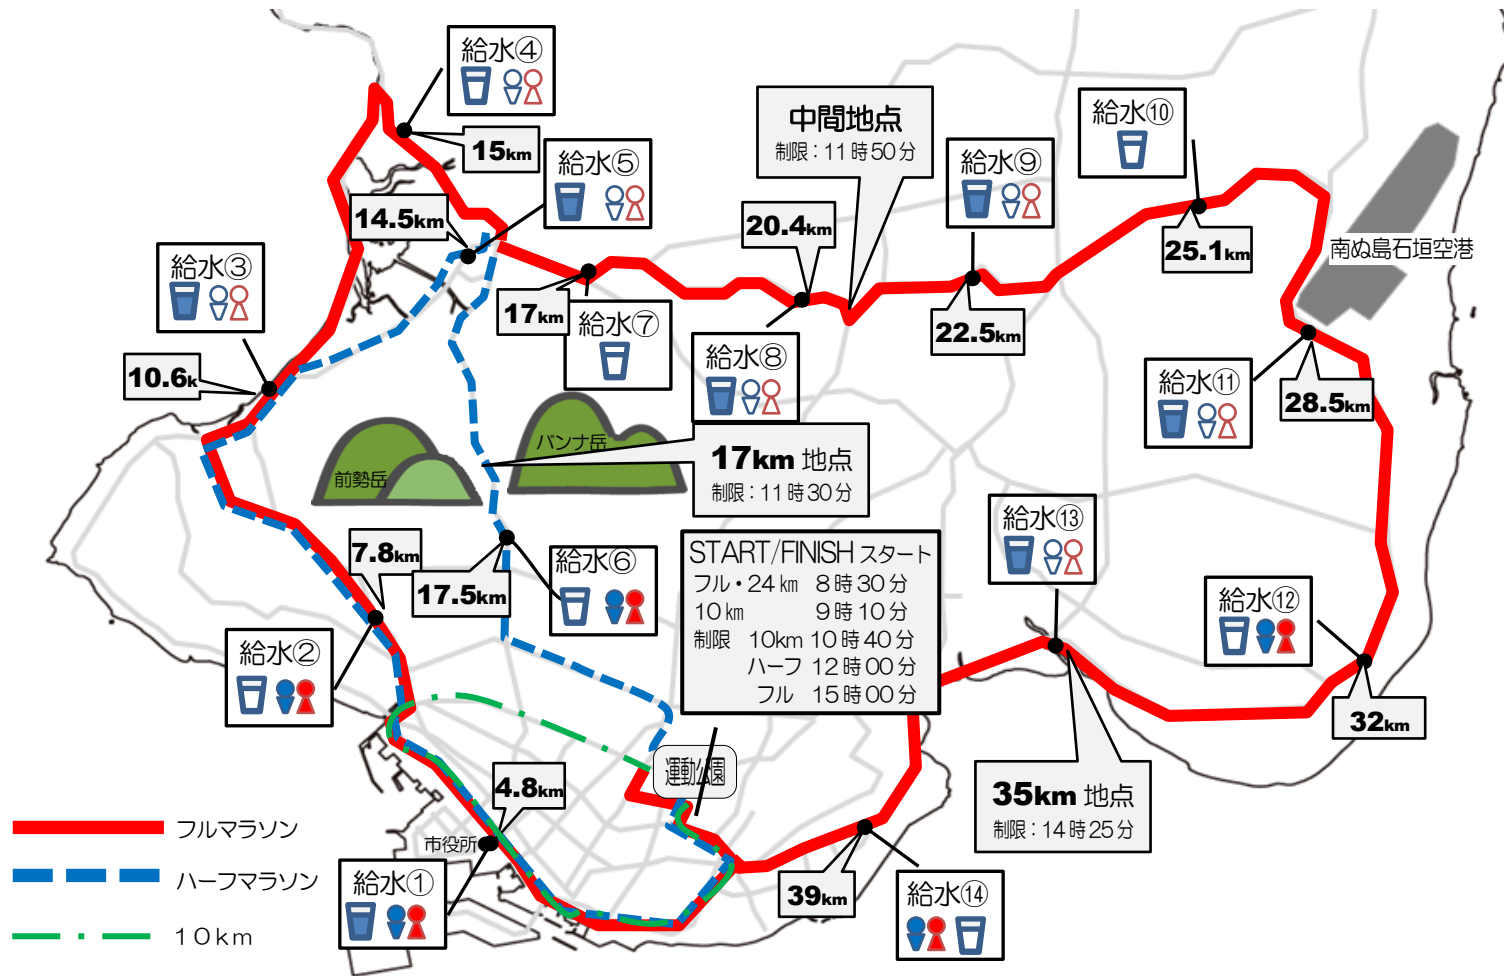 給水④
15km
給水⑤
14.5km
給水③
10.6k
中間地点
制限：11時50分
給水⑩
給水⑨
20.4km
25.1km
南ぬ島石垣空港
17km
給水⑦
給水⑧
22.5km
給水⑪
28.5km
前勢岳
バンナ岳
17km 地点
制限：11時30分
7.8km
17.5km
給水⑥
給水②
START/FINISH スタート
フル・24㎞ 8時30分
10㎞ 9時10分
制限 10km 10時40分
ハーフ 12時00分
フル 15時00分
給水⑬
給水⑫
32km
運動公園
4.8km
市役所
給水①
35km 地点
制限：14時25分
39km
給水⑭
フルマラソン
ハーフマラソン
10km